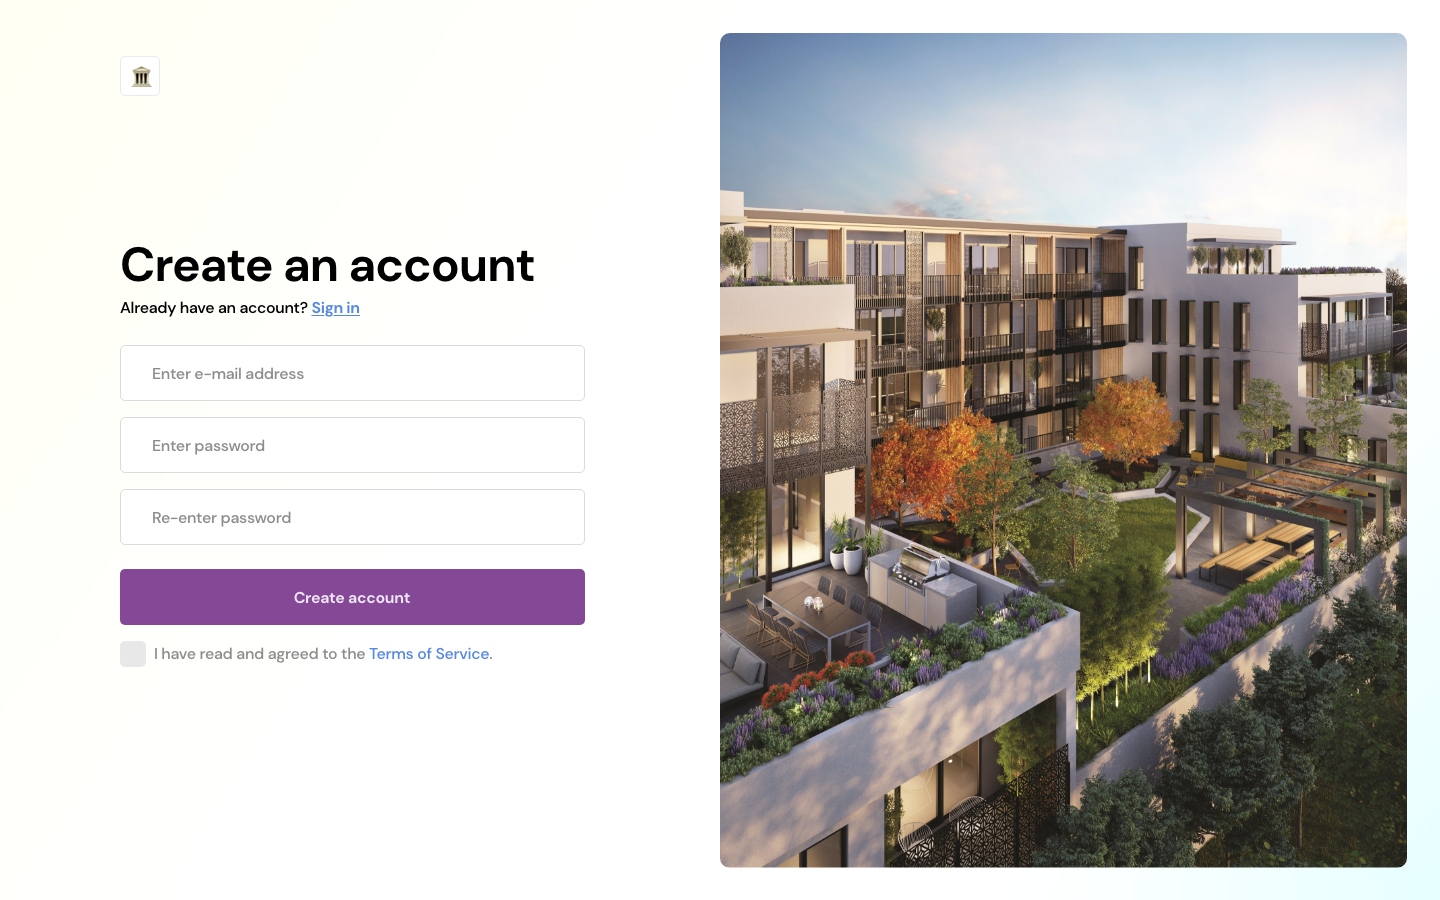 Create an account
Already have an account? Sign in
Enter e-mail address
Enter password
Re-enter password
Create account
I have read and agreed to the Terms of Service.